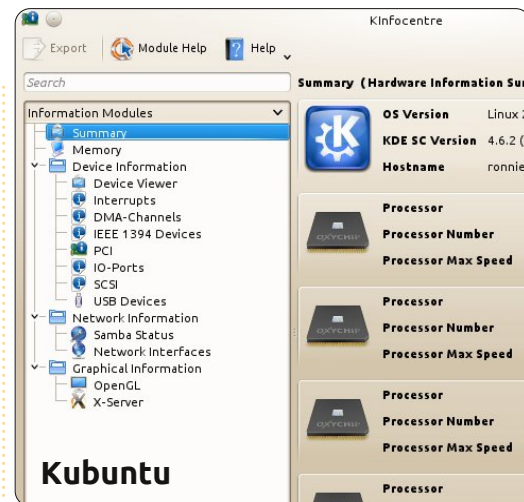 KInfocentre
Export Module Help Help
Search
Information Modules
Summary
Memory
Device Information
Device Viewer
Interrupts
DMA-Channels
IEEE 1394 Devices
PCI
IO-Ports
SCSI
USB Devices
Network Information
Samba Status
Network Interfaces
Graphical Information
OpenGL
X-Server
Kubuntu
Summary (Hardware Information Sur
OS Version Linux 2
KDE SC Version 4.6.2 (
Hostname ronnie
Processor
Processor Number
Processor Max Speed
Processor
Processor Number
Processor Max Speed
Processor
Processor Number
Processor Max Speed
Processor